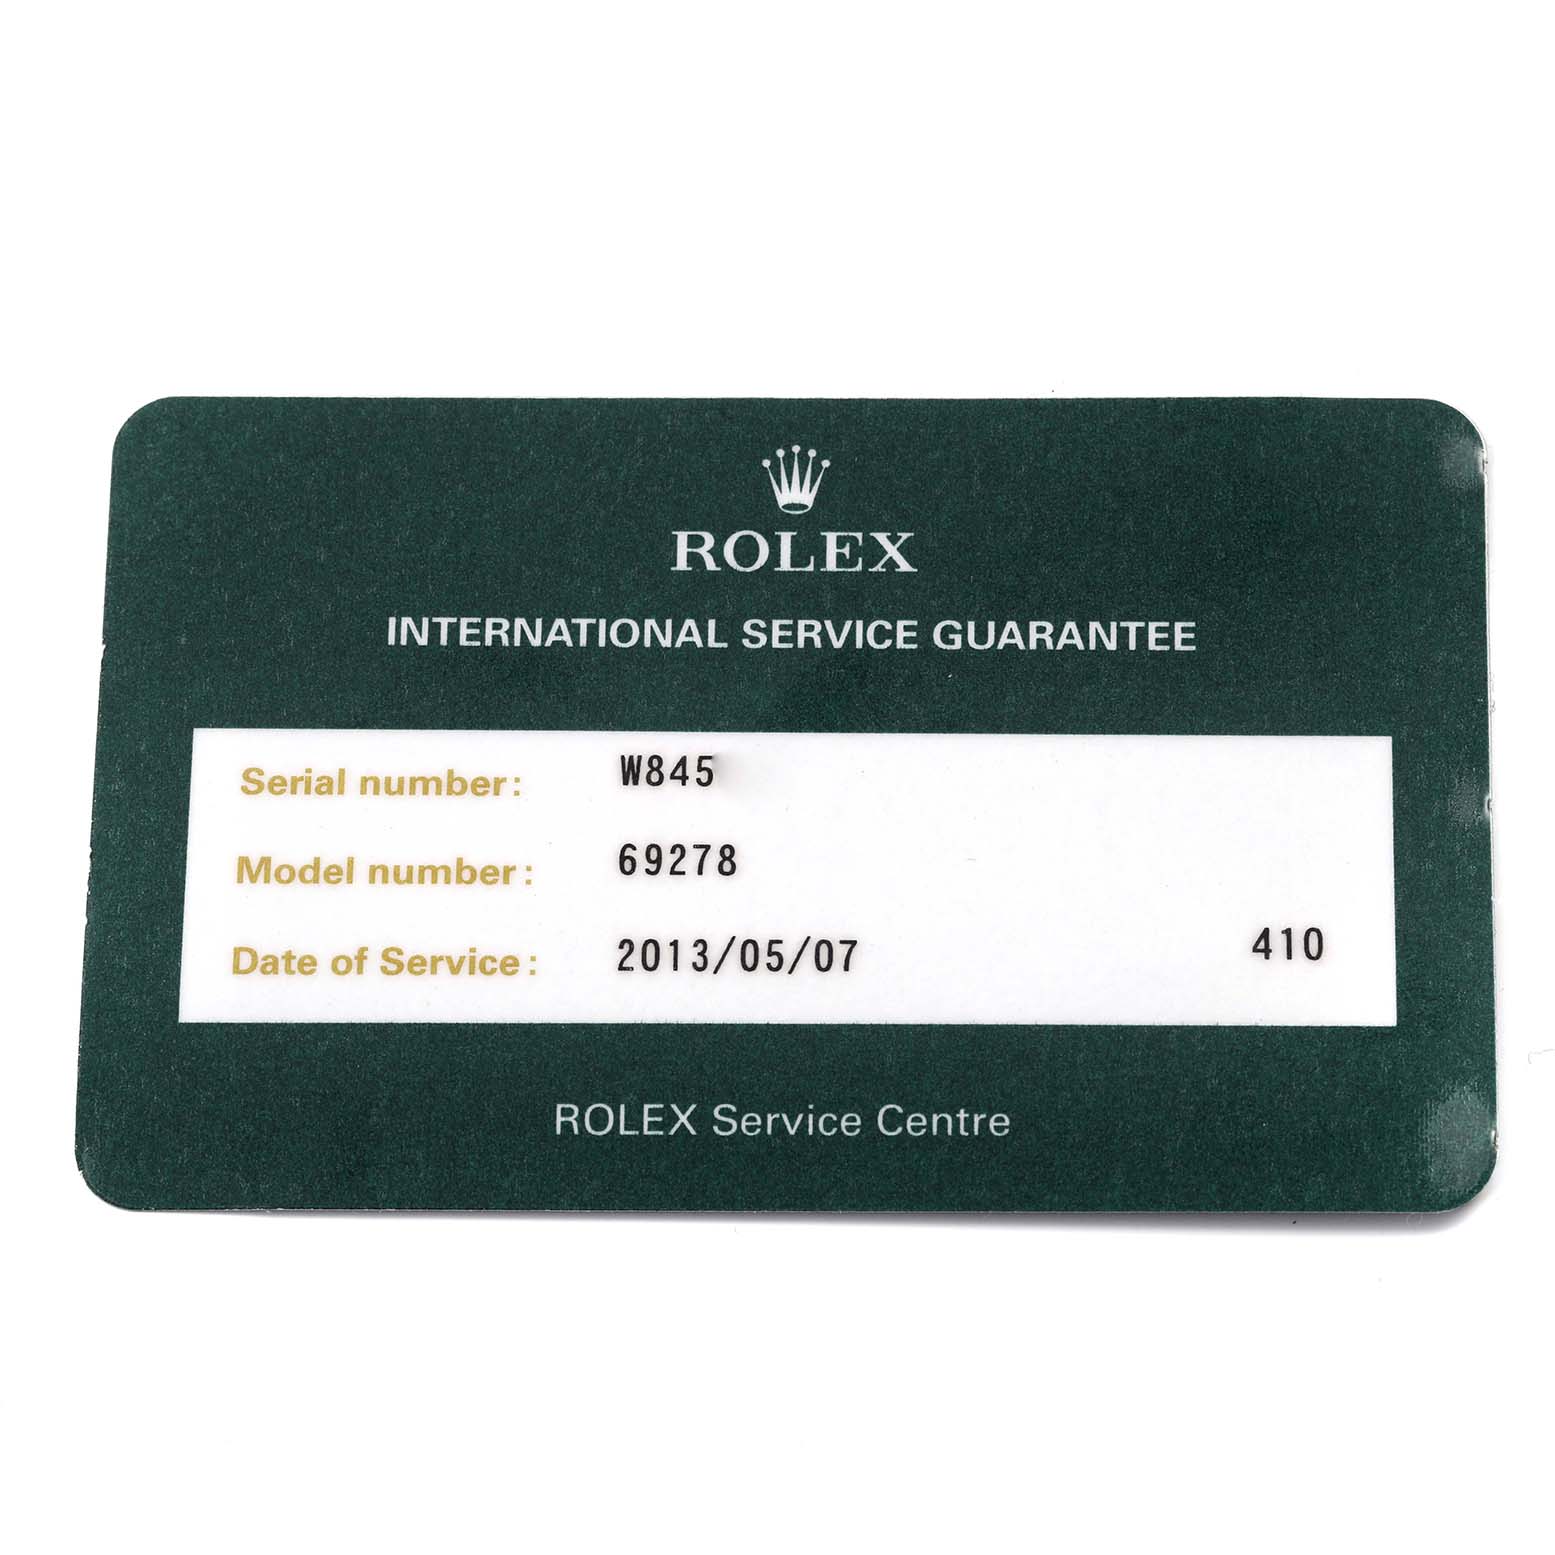 ROLEX
INTERNATIONAL SERVICE GUARANTEE
Serial number: W845
Model number: 69278
Date of Service: 2013/05/07 410
ROLEX Service Centre